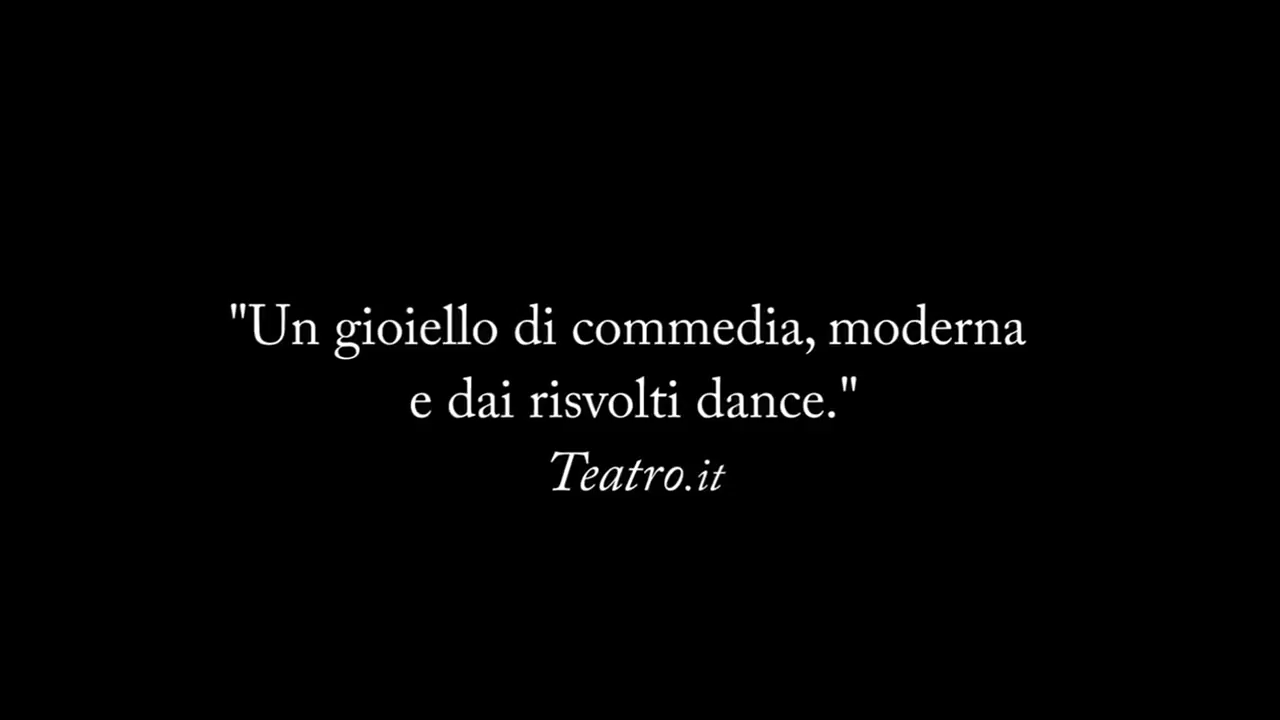 "Un gioiello di commedia, moderna
e dai risvolti dance."
Teatro.it